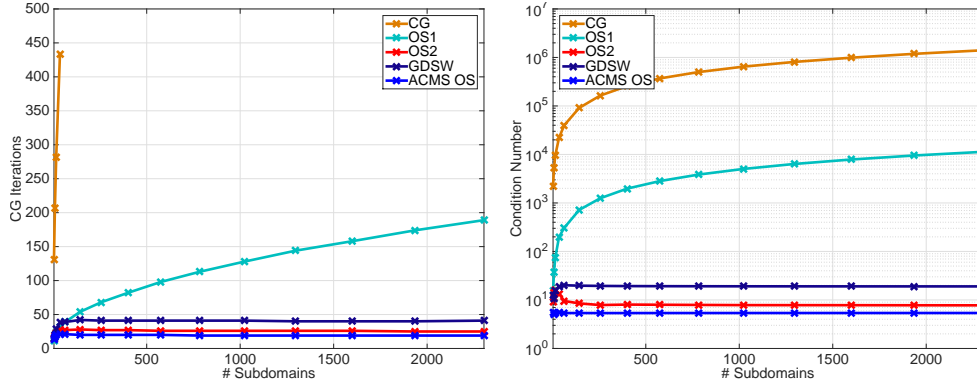 450
400
350
300
250
200
150
100
50
0
500
1000
1500
2000
CG Iterations
# Subdomains
CG
OS1
OS2
GDSW
ACMS OS
10^7
10^6
10^5
10^4
10^3
10^2
10^1
10^0
500
1000
1500
2000
Condition Number
# Subdomains
CG
OS1
OS2
GDSW
ACMS OS